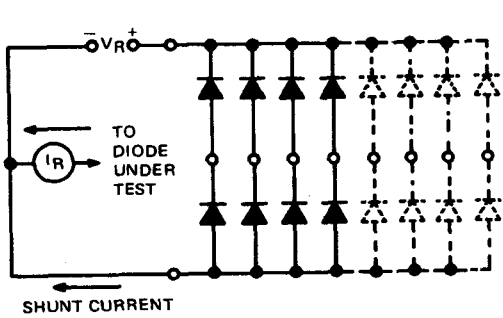 − VR +
TO
DIODE
UNDER
TEST
IR
SHUNT CURRENT